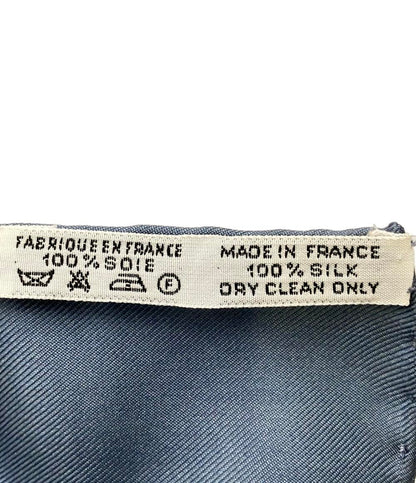 FABRIQUE EN FRANCE
100% SOIE
F
MADE IN FRANCE
100% SILK
DRY CLEAN ONLY